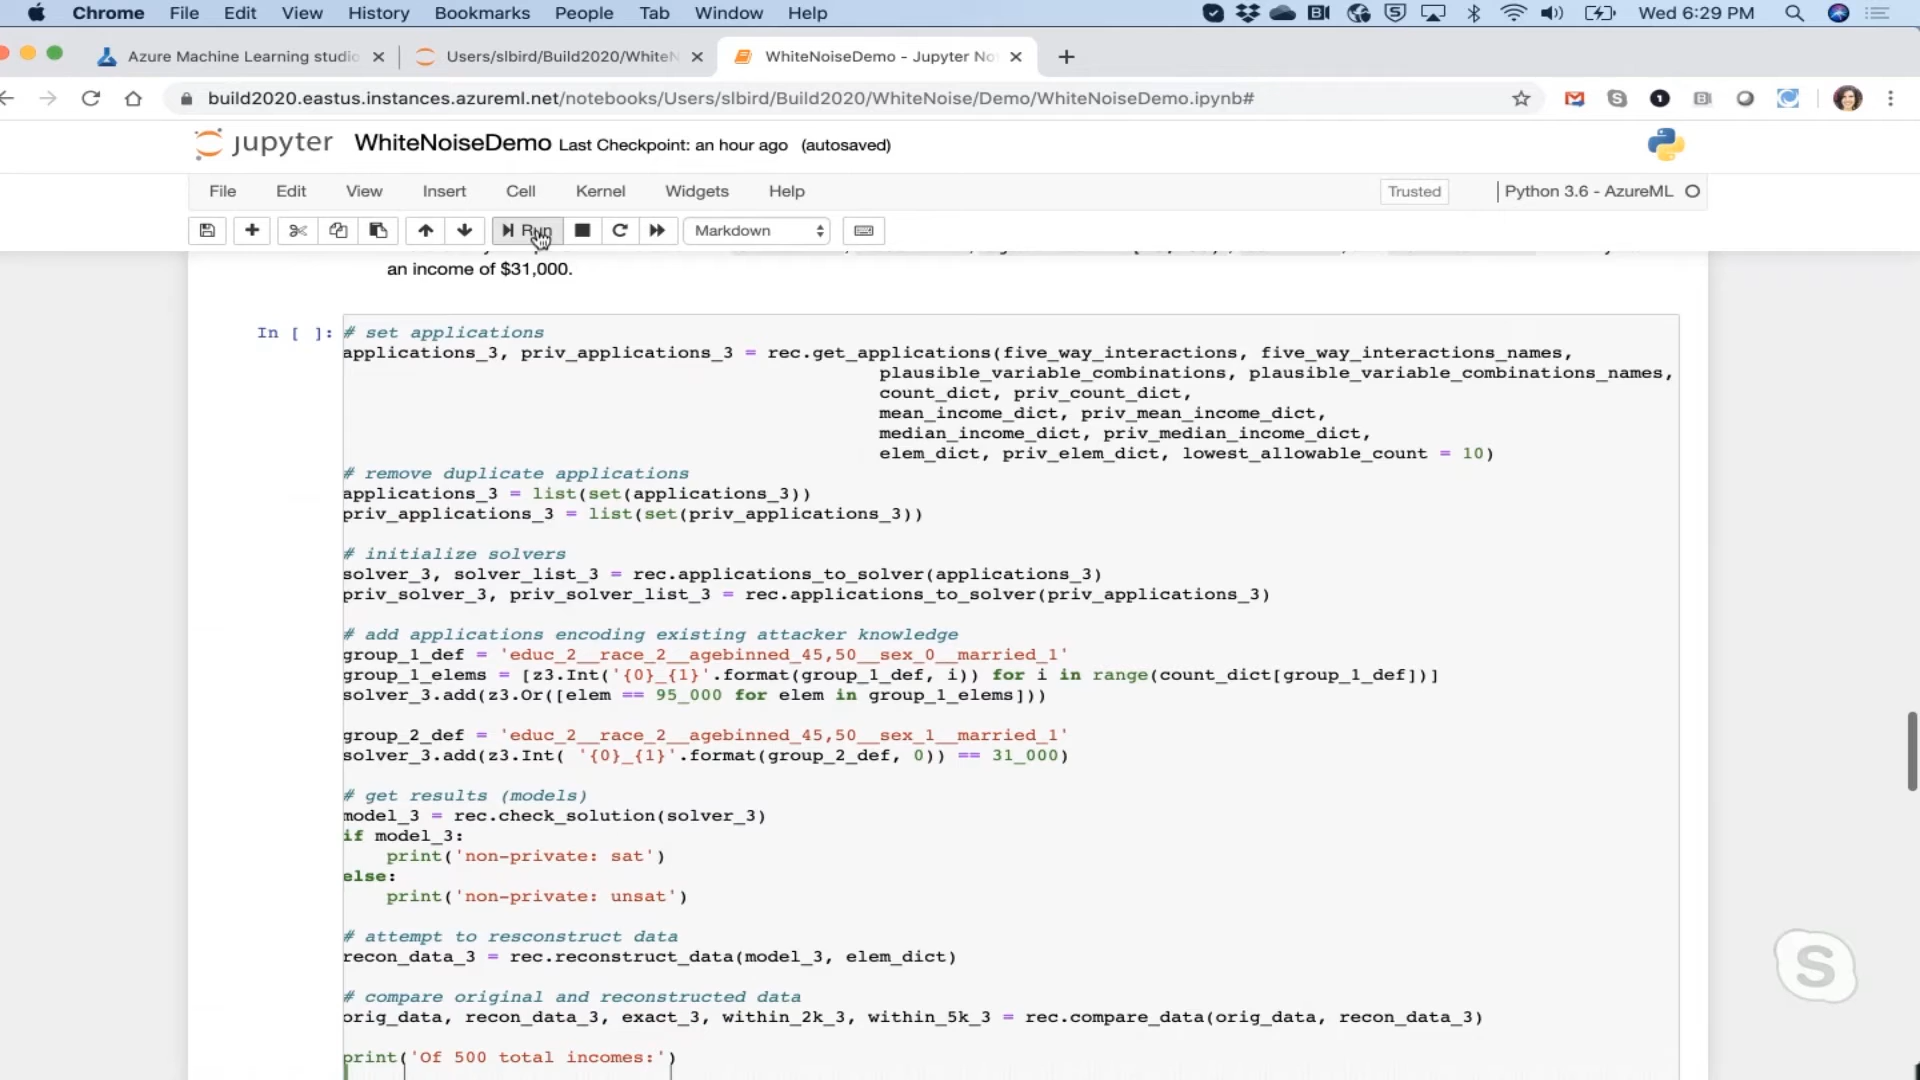 Chrome File Edit View History Bookmarks People Tab Window Help Wed 6:29 PM
Azure Machine Learning studio Users/slbird/Build2020/WhiteN WhiteNoiseDemo - Jupyter No
build2020.eastus.instances.azureml.net/notebooks/Users/slbird/Build2020/WhiteNoise/Demo/WhiteNoiseDemo.ipynb#
jupyter WhiteNoiseDemo Last Checkpoint: an hour ago (autosaved)
File Edit View Insert Cell Kernel Widgets Help Trusted Python 3.6 - AzureML
Run Markdown
an income of $31,000.
In [ ]: # set applications
applications_3, priv_applications_3 = rec.get_applications(five_way_interactions, five_way_interactions_names,
plausible_variable_combinations, plausible_variable_combinations_names,
count_dict, priv_count_dict,
mean_income_dict, priv_mean_income_dict,
median_income_dict, priv_median_income_dict,
elem_dict, priv_elem_dict, lowest_allowable_count = 10)
# remove duplicate applications
applications_3 = list(set(applications_3))
priv_applications_3 = list(set(priv_applications_3))
# initialize solvers
solver_3, solver_list_3 = rec.applications_to_solver(applications_3)
priv_solver_3, priv_solver_list_3 = rec.applications_to_solver(priv_applications_3)
# add applications encoding existing attacker knowledge
group_1_def = 'educ_2__race_2__agebinned_45,50__sex_0__married_1'
group_1_elems = [z3.Int('{0}_{1}'.format(group_1_def, i)) for i in range(count_dict[group_1_def])]
solver_3.add(z3.Or([elem == 95_000 for elem in group_1_elems]))
group_2_def = 'educ_2__race_2__agebinned_45,50__sex_1__married_1'
solver_3.add(z3.Int( '{0}_{1}'.format(group_2_def, 0)) == 31_000)
# get results (models)
model_3 = rec.check_solution(solver_3)
if model_3:
print('non-private: sat')
else:
print('non-private: unsat')
# attempt to resconstruct data
recon_data_3 = rec.reconstruct_data(model_3, elem_dict)
# compare original and reconstructed data
orig_data, recon_data_3, exact_3, within_2k_3, within_5k_3 = rec.compare_data(orig_data, recon_data_3)
print('Of 500 total incomes:')